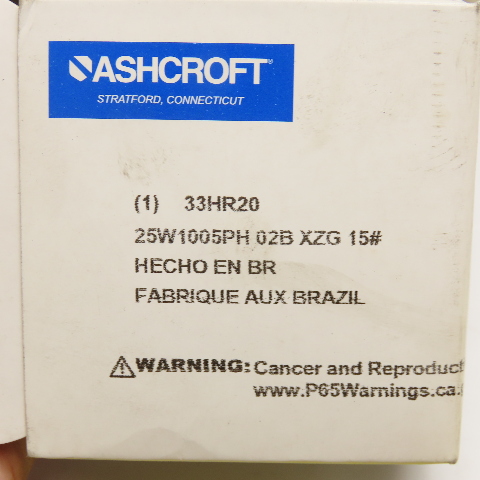 ASHCROFT®
STRATFORD, CONNECTICUT
(1) 33HR20
25W1005PH 02B XZG 15#
HECHO EN BR
FABRIQUE AUX BRAZIL
⚠WARNING: Cancer and Reproduct
www.P65Warnings.ca.